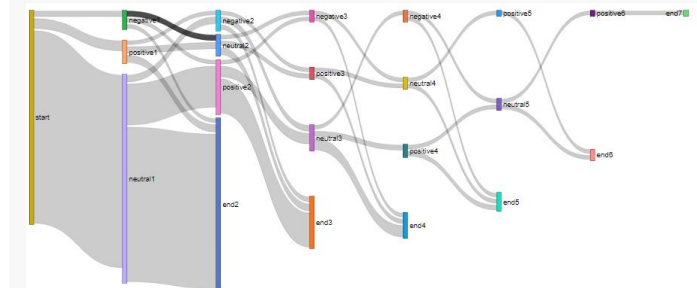 start
negative1
positive1
neutral1
negative2
neutral2
positive2
end2
negative3
positive3
neutral3
end3
negative4
neutral4
positive4
end4
positive5
neutral5
end5
positive6
end6
end7